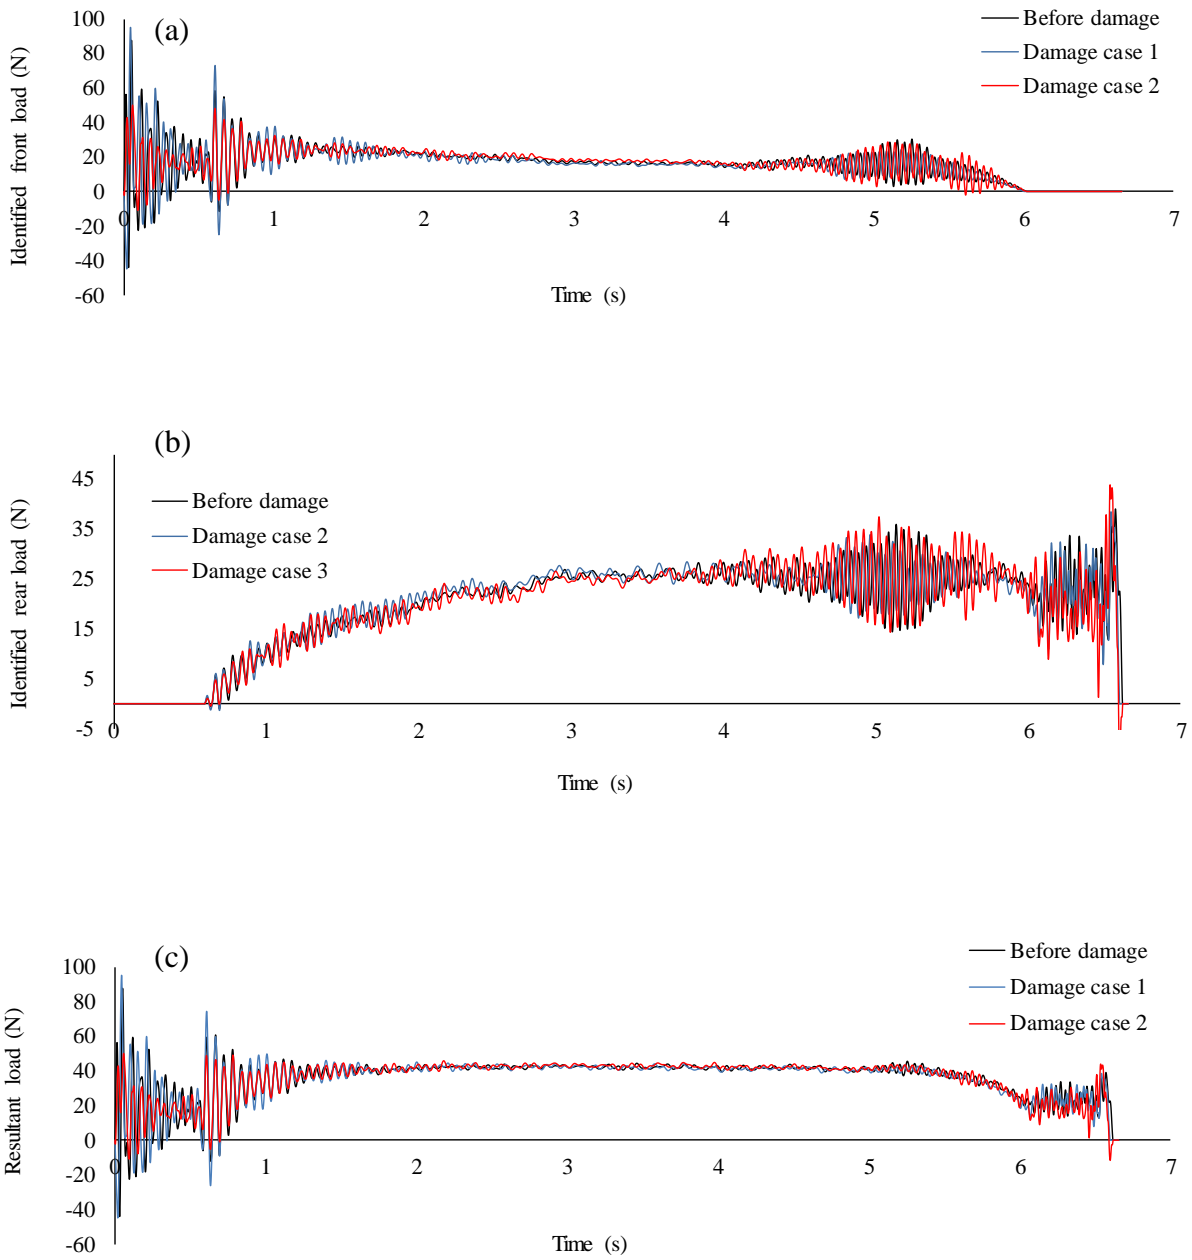 (a)
Before damage
Damage case 1
Damage case 2
Identified front load (N)
100
80
60
40
20
0
-20
-40
-60
0 1 2 3 4 5 6 7
Time (s)
(b)
Before damage
Damage case 2
Damage case 3
Identified rear load (N)
45
35
25
15
5
-5
0 1 2 3 4 5 6 7
Time (s)
(c)
Before damage
Damage case 1
Damage case 2
Resultant load (N)
100
80
60
40
20
0
-20
-40
-60
0 1 2 3 4 5 6 7
Time (s)